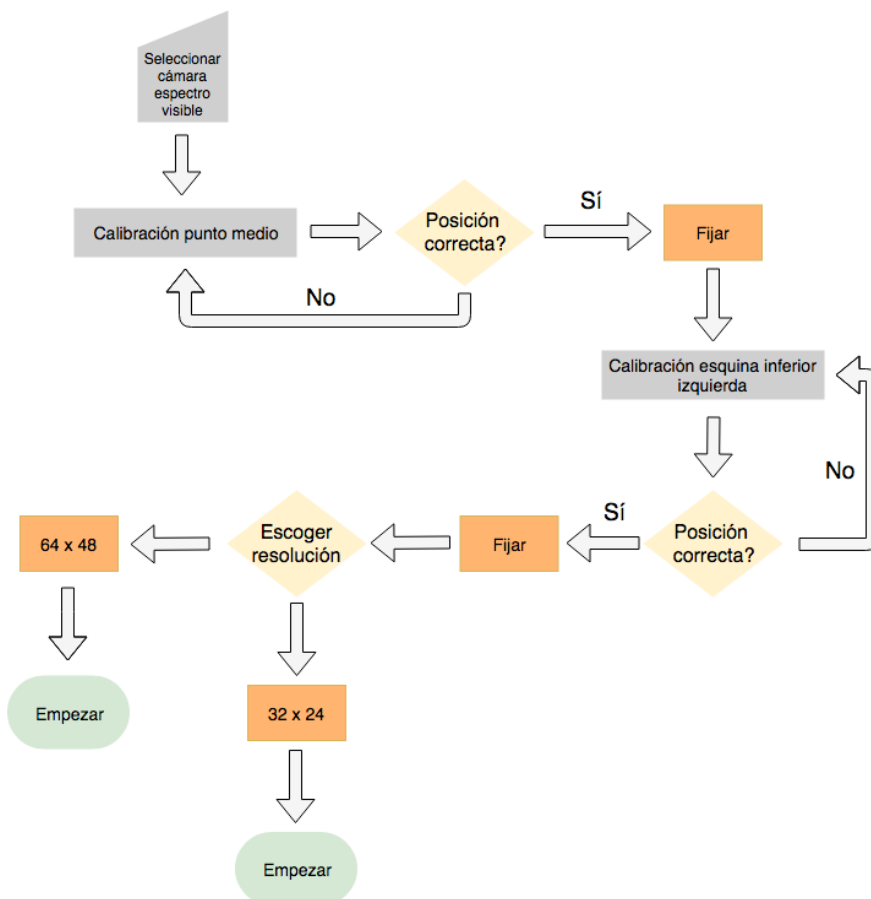 Seleccionar
cámara
espectro
visible
Calibración punto medio
Posición
correcta?
Sí
Fijar
No
Calibración esquina inferior
izquierda
No
Posición
correcta?
Sí
Fijar
Escoger
resolución
64 x 48
Empezar
32 x 24
Empezar